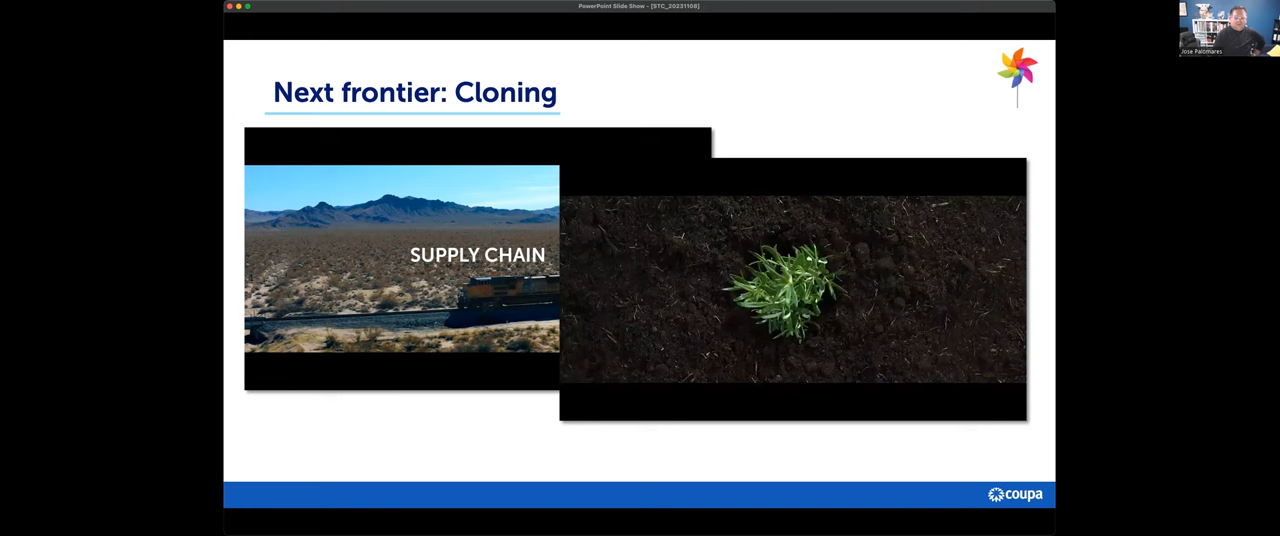 PowerPoint Slide Show - [STC_20231108]
Jose Palomares
Next frontier: Cloning
SUPPLY CHAIN
coupa